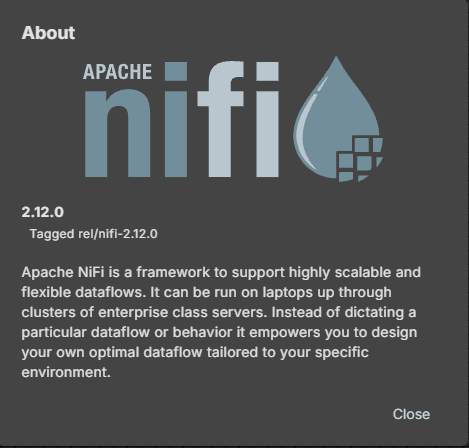 About
APACHE
nifi
2.12.0
Tagged rel/nifi-2.12.0
Apache NiFi is a framework to support highly scalable and
flexible dataflows. It can be run on laptops up through
clusters of enterprise class servers. Instead of dictating a
particular dataflow or behavior it empowers you to design
your own optimal dataflow tailored to your specific
environment.
Close